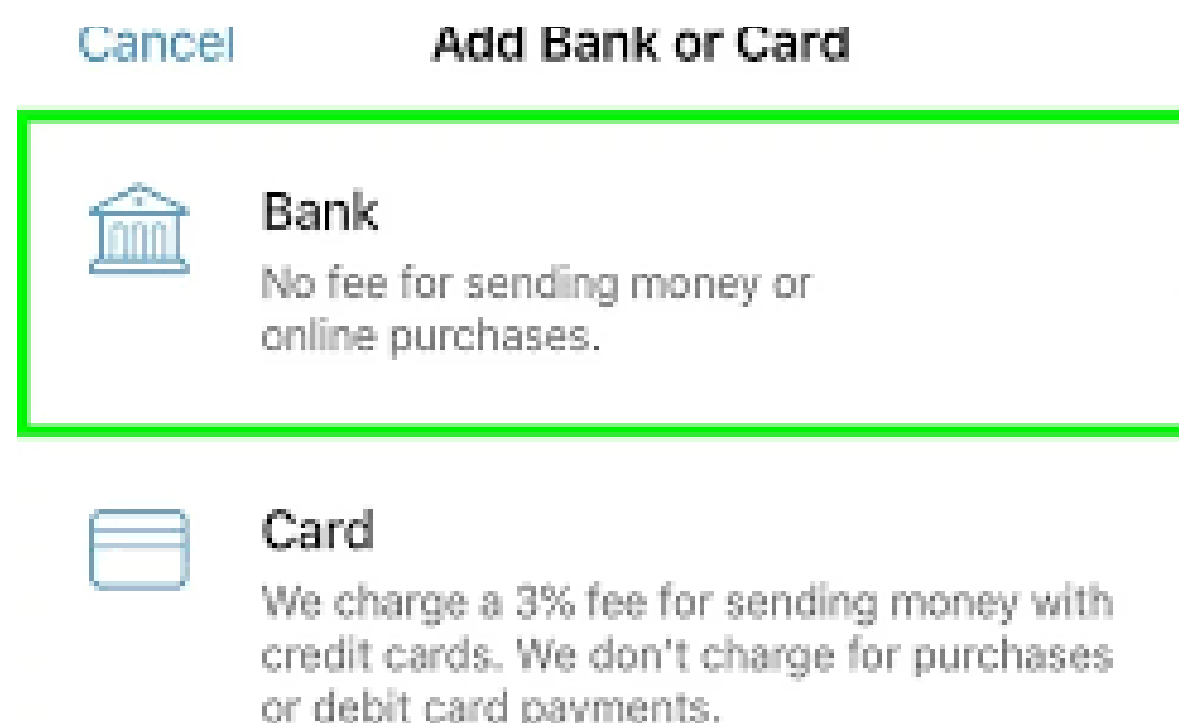 Cancel Add Bank or Card
Bank
No fee for sending money or
online purchases.
Card
We charge a 3% fee for sending money with
credit cards. We don't charge for purchases
or debit card payments.